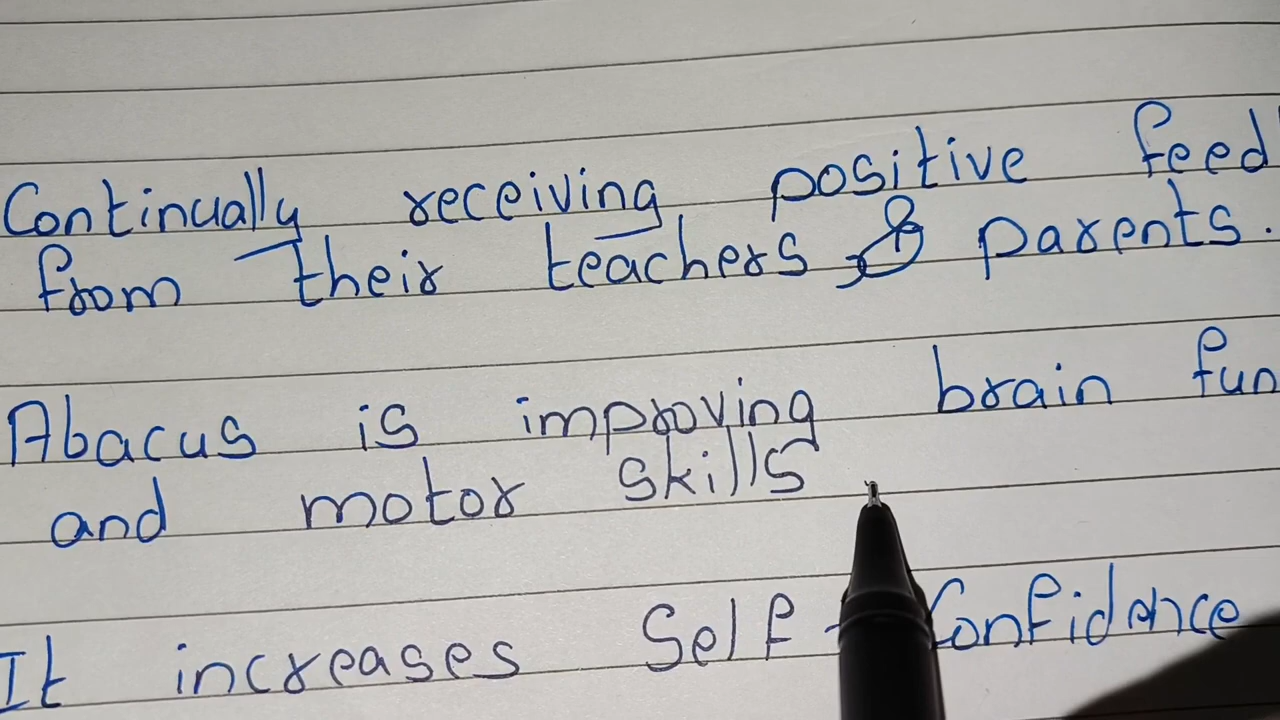 Continually receiving positive feed
from their teachers & parents.
Abacus is improving brain fun
and motor skills
It increases Self-Confidence